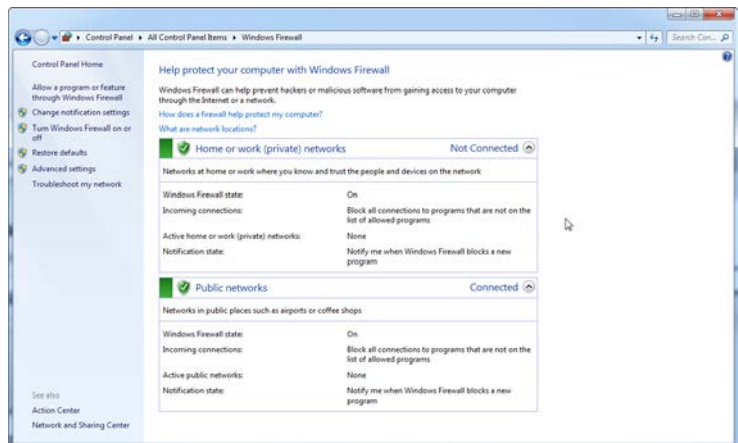 Control Panel ▸ All Control Panel Items ▸ Windows Firewall
Search Con...
Control Panel Home
Allow a program or feature
through Windows Firewall
Change notification settings
Turn Windows Firewall on or
off
Restore defaults
Advanced settings
Troubleshoot my network
See also
Action Center
Network and Sharing Center
Help protect your computer with Windows Firewall
Windows Firewall can help prevent hackers or malicious software from gaining access to your computer
through the Internet or a network.
How does a firewall help protect my computer?
What are network locations?
Home or work (private) networks Not Connected
Networks at home or work where you know and trust the people and devices on the network
Windows Firewall state: On
Incoming connections: Block all connections to programs that are not on the
list of allowed programs
Active home or work (private) networks: None
Notification state: Notify me when Windows Firewall blocks a new
program
Public networks Connected
Networks in public places such as airports or coffee shops
Windows Firewall state: On
Incoming connections: Block all connections to programs that are not on the
list of allowed programs
Active public networks: None
Notification state: Notify me when Windows Firewall blocks a new
program